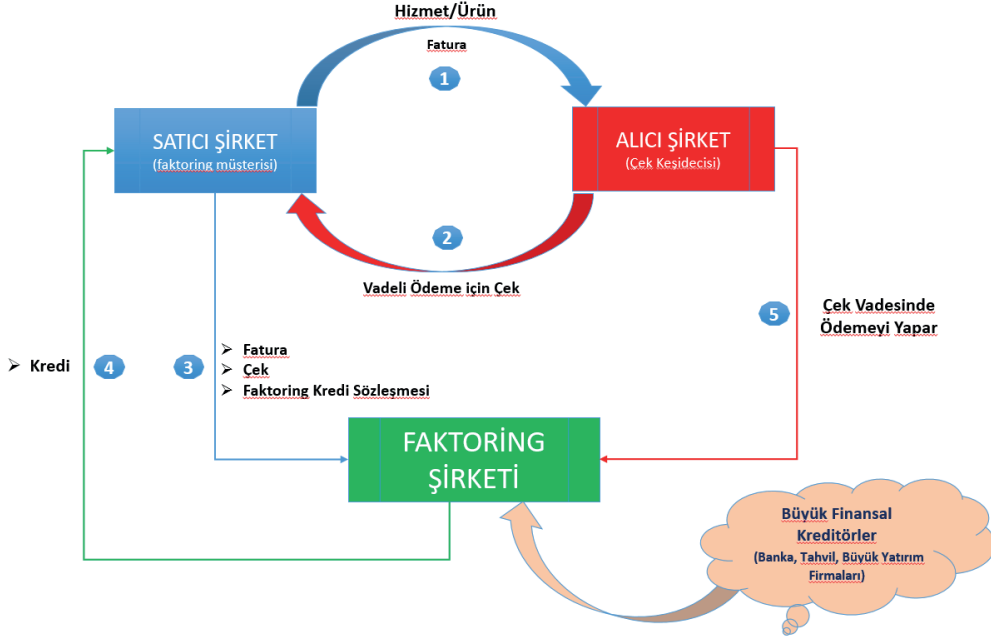 Hizmet/Ürün
Fatura
1
SATICI ŞİRKET
(faktoring müşterisi)
ALICI ŞİRKET
(Çek Keşidecisi)
2
Vadeli Ödeme için Çek
5
Çek Vadesinde
Ödemeyi Yapar
➢ Kredi
4
3
➢ Fatura
➢ Çek
➢ Faktoring Kredi Sözleşmesi
FAKTORİNG
ŞİRKETİ
Büyük Finansal
Kreditörler
(Banka, Tahvil, Büyük Yatırım
Firmaları)